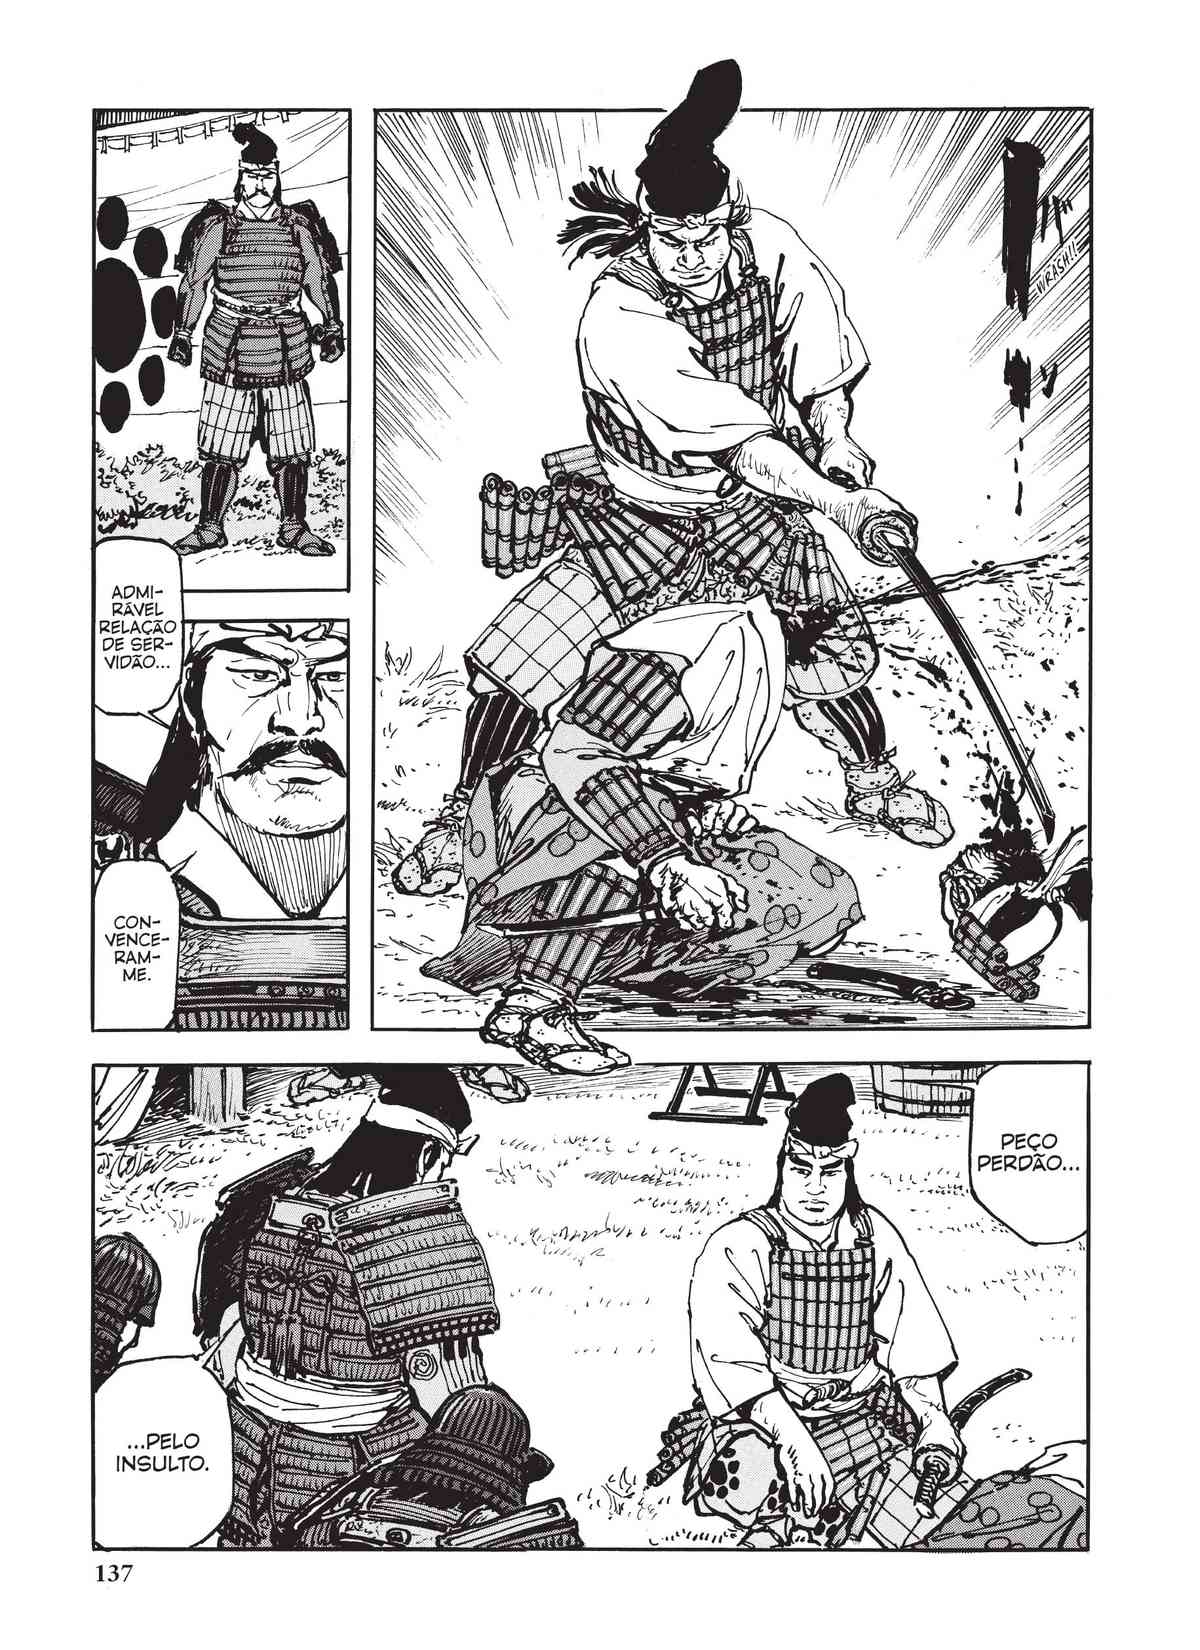 WRASH!!
ADMI-
RÁVEL
RELAÇÃO
DE SER-
VIDÃO...
CON-
VENCE-
RAM-
ME.
PEÇO
PERDÃO...
...PELO
INSULTO.
137